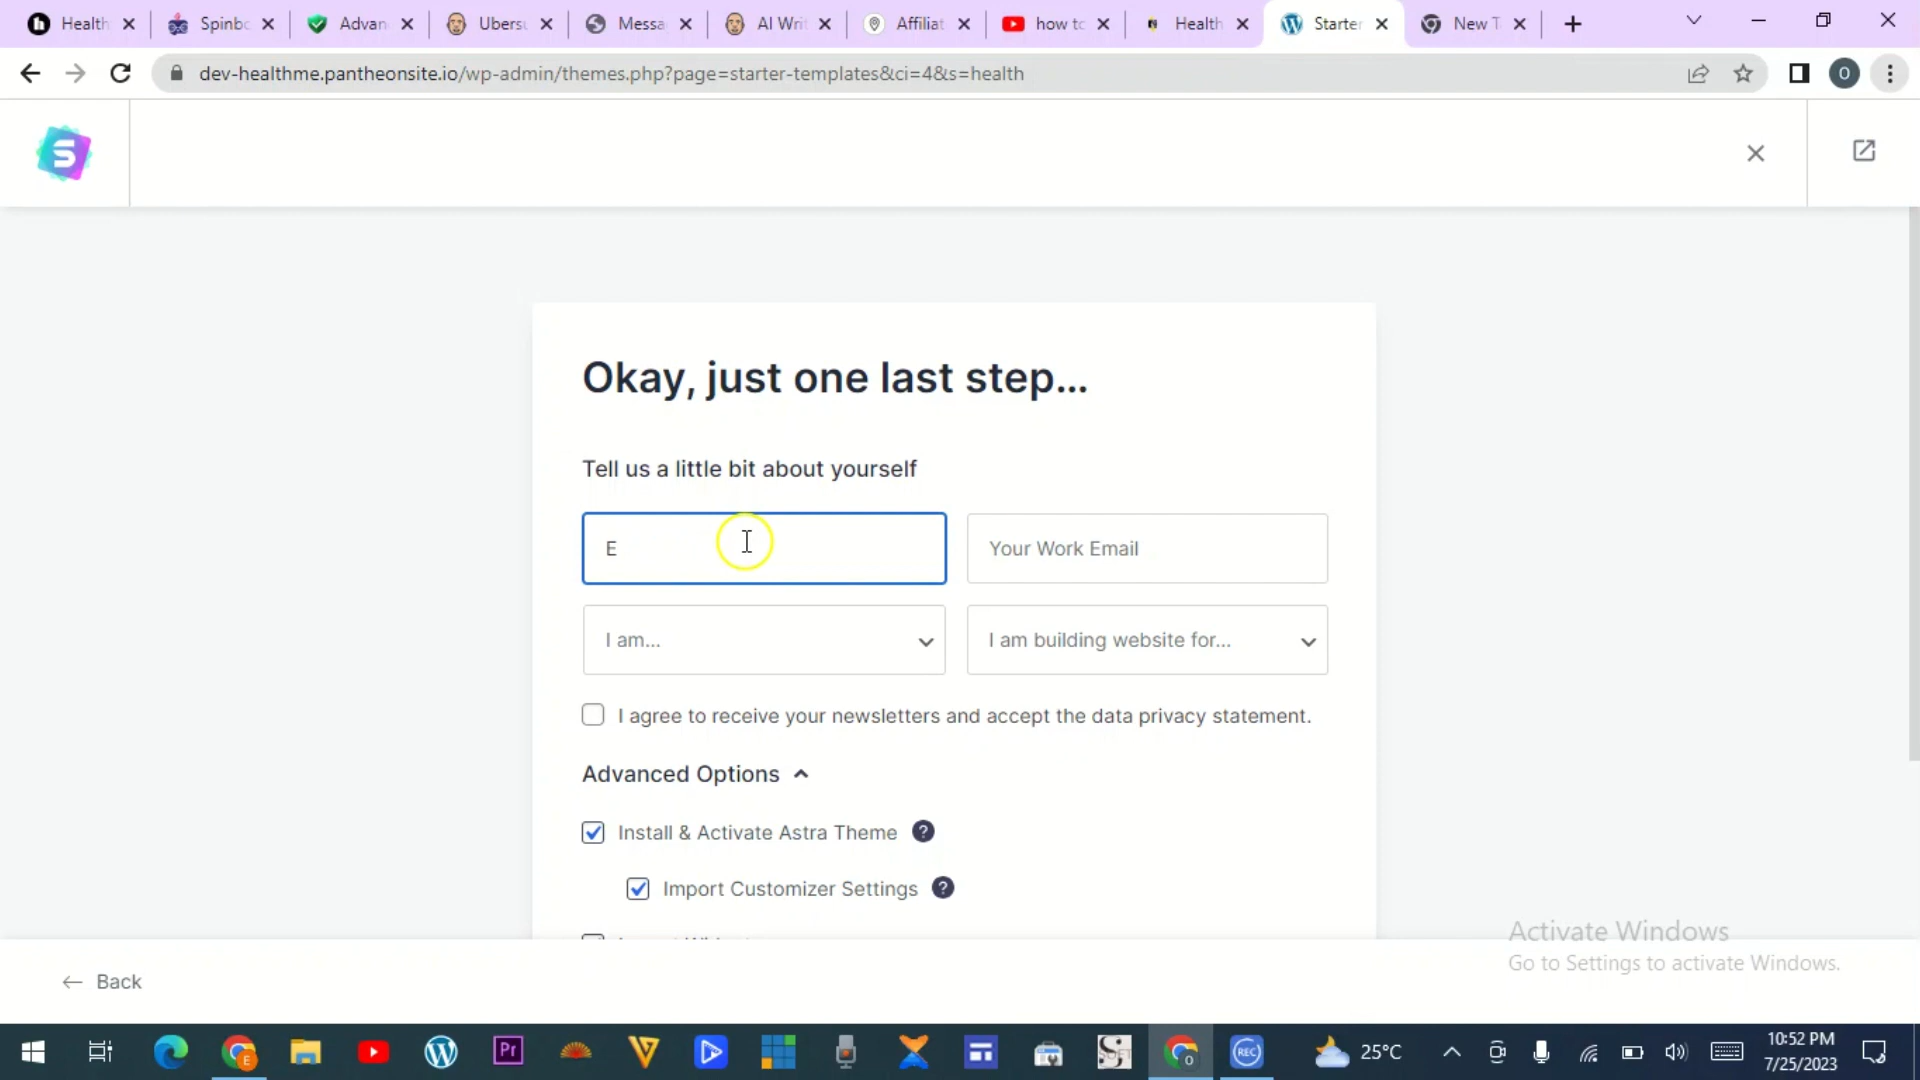 Health
Spinbo
Advan
Ubersu
Messa
AI Writ
Affiliat
how to
Health
Starter
New T
dev-healthme.pantheonsite.io/wp-admin/themes.php?page=starter-templates&ci=4&s=health
O
Okay, just one last step...
Tell us a little bit about yourself
E
Your Work Email
I am...
I am building website for...
I agree to receive your newsletters and accept the data privacy statement.
Advanced Options
Install & Activate Astra Theme ?
Import Customizer Settings ?
Activate Windows
Go to Settings to activate Windows.
← Back
Pr
REC
25°C
10:52 PM
7/25/2023